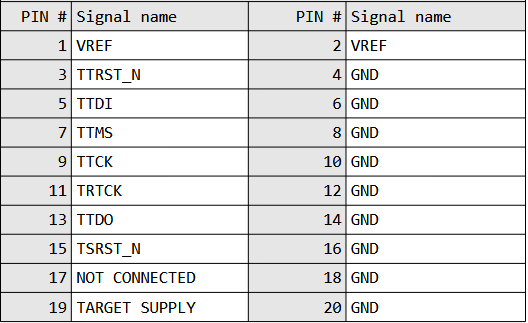 PIN # Signal name PIN # Signal name
1 VREF 2 VREF
3 TTRST_N 4 GND
5 TTDI 6 GND
7 TTMS 8 GND
9 TTCK 10 GND
11 TRTCK 12 GND
13 TTDO 14 GND
15 TSRST_N 16 GND
17 NOT CONNECTED 18 GND
19 TARGET SUPPLY 20 GND